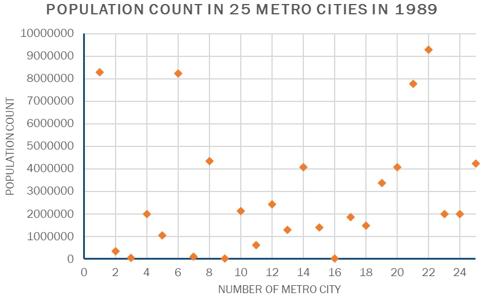 POPULATION COUNT IN 25 METRO CITIES IN 1989
POPULATION COUNT
10000000
9000000
8000000
7000000
6000000
5000000
4000000
3000000
2000000
1000000
0
0 2 4 6 8 10 12 14 16 18 20 22 24
NUMBER OF METRO CITY